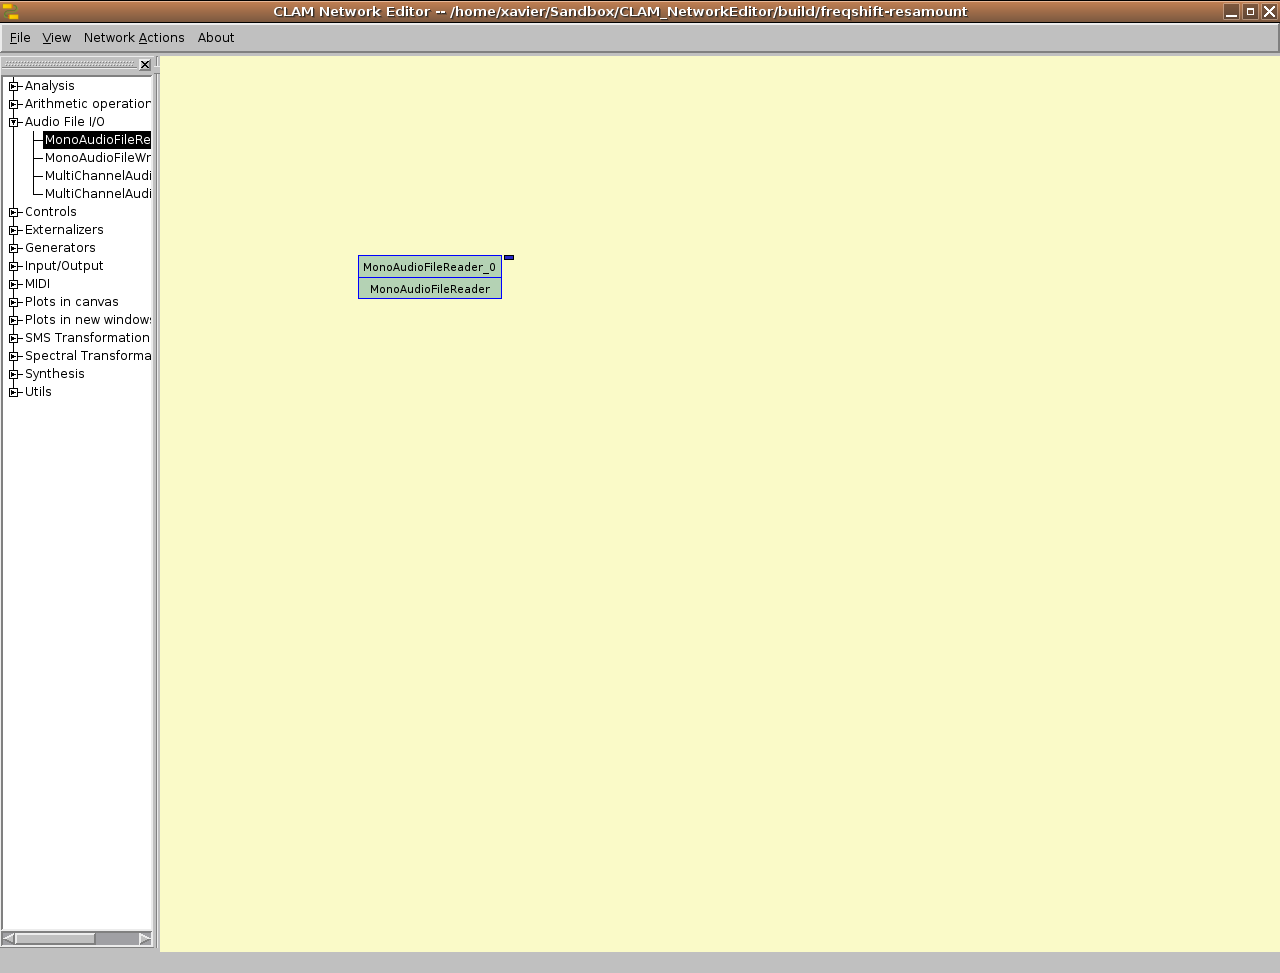 CLAM Network Editor -- /home/xavier/Sandbox/CLAM_NetworkEditor/build/freqshift-resamount
File View Network Actions About
Analysis
Arithmetic operation
Audio File I/O
MonoAudioFileRe
MonoAudioFileWr
MultiChannelAudi
MultiChannelAudi
Controls
Externalizers
Generators
Input/Output
MIDI
Plots in canvas
Plots in new windows
SMS Transformation
Spectral Transforma
Synthesis
Utils
MonoAudioFileReader_0
MonoAudioFileReader